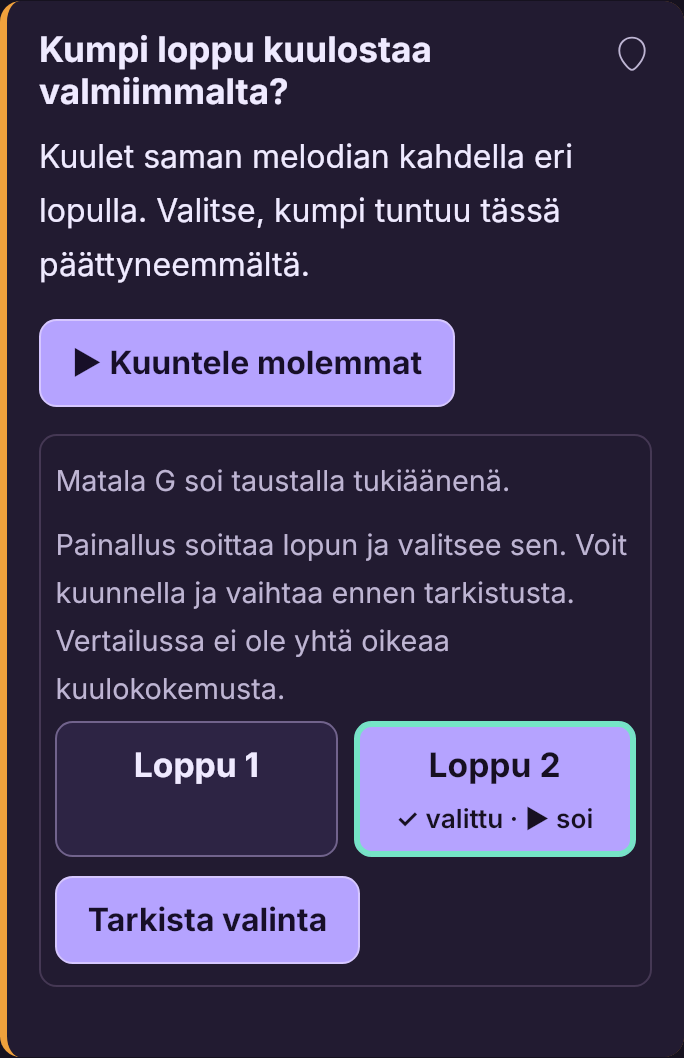 Kumpi loppu kuulostaa
valmiimmalta?
Kuulet saman melodian kahdella eri
lopulla. Valitse, kumpi tuntuu tässä
päättyneemmältä.
▶ Kuuntele molemmat
Matala G soi taustalla tukiäänenä.
Painallus soittaa lopun ja valitsee sen. Voit
kuunnella ja vaihtaa ennen tarkistusta.
Vertailussa ei ole yhtä oikeaa
kuulokokemusta.
Loppu 1
Loppu 2
✓ valittu · ▶ soi
Tarkista valinta